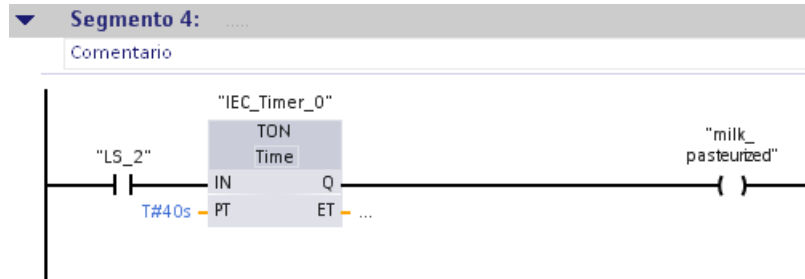 Segmento 4: .....
Comentario
"IEC_Timer_0"
TON
Time
"LS_2"
"milk_
pasteurized"
IN Q
T#40s PT ET ...